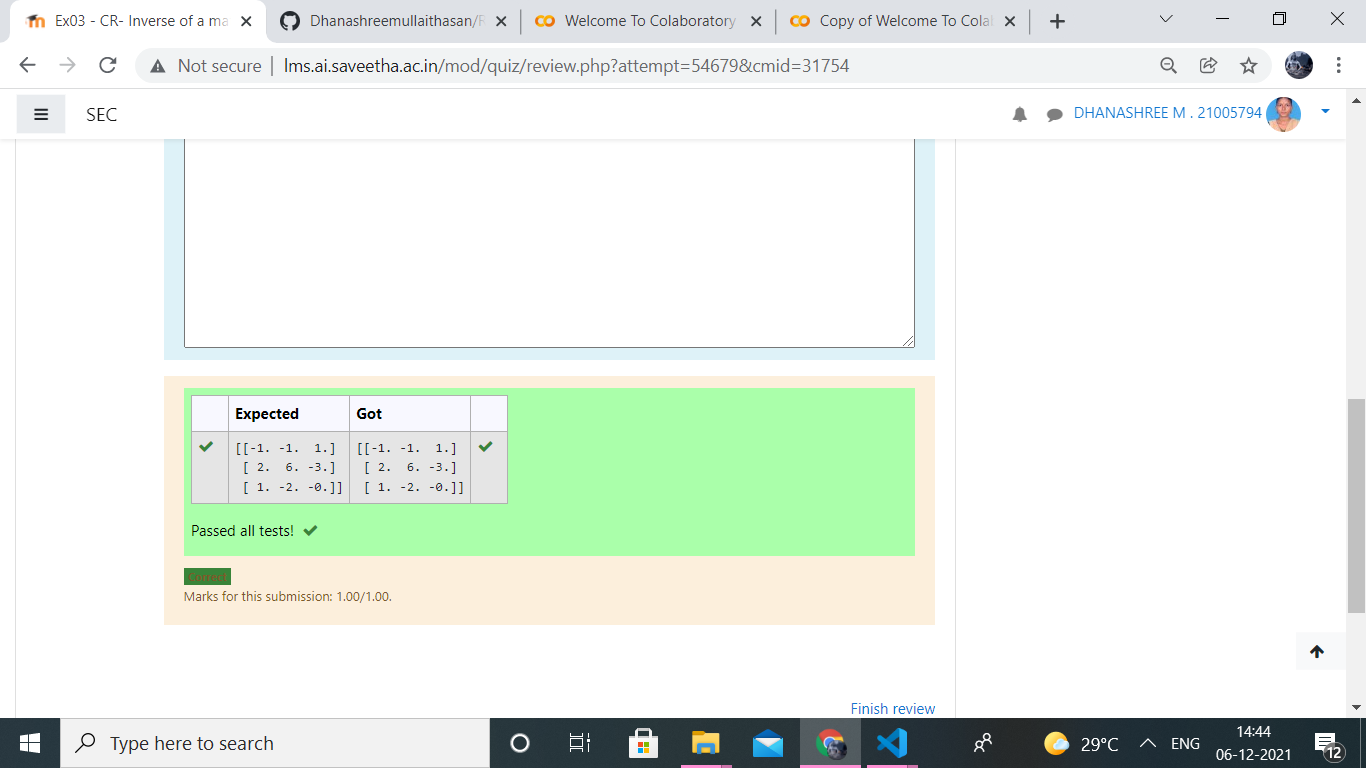 Ex03 - CR- Inverse of a ma
Dhanashreemullaithasan/R
Welcome To Colaboratory
Copy of Welcome To Colal
Not secure
lms.ai.saveetha.ac.in/mod/quiz/review.php?attempt=54679&cmid=31754
SEC
DHANASHREE M . 21005794
Expected Got
[[-1. -1.  1.] [[-1. -1.  1.]
[ 2.  6. -3.] [ 2.  6. -3.]
[ 1. -2. -0.]] [ 1. -2. -0.]]
Passed all tests!
Correct
Marks for this submission: 1.00/1.00.
Finish review
Type here to search
29°C
ENG
14:44
06-12-2021
12